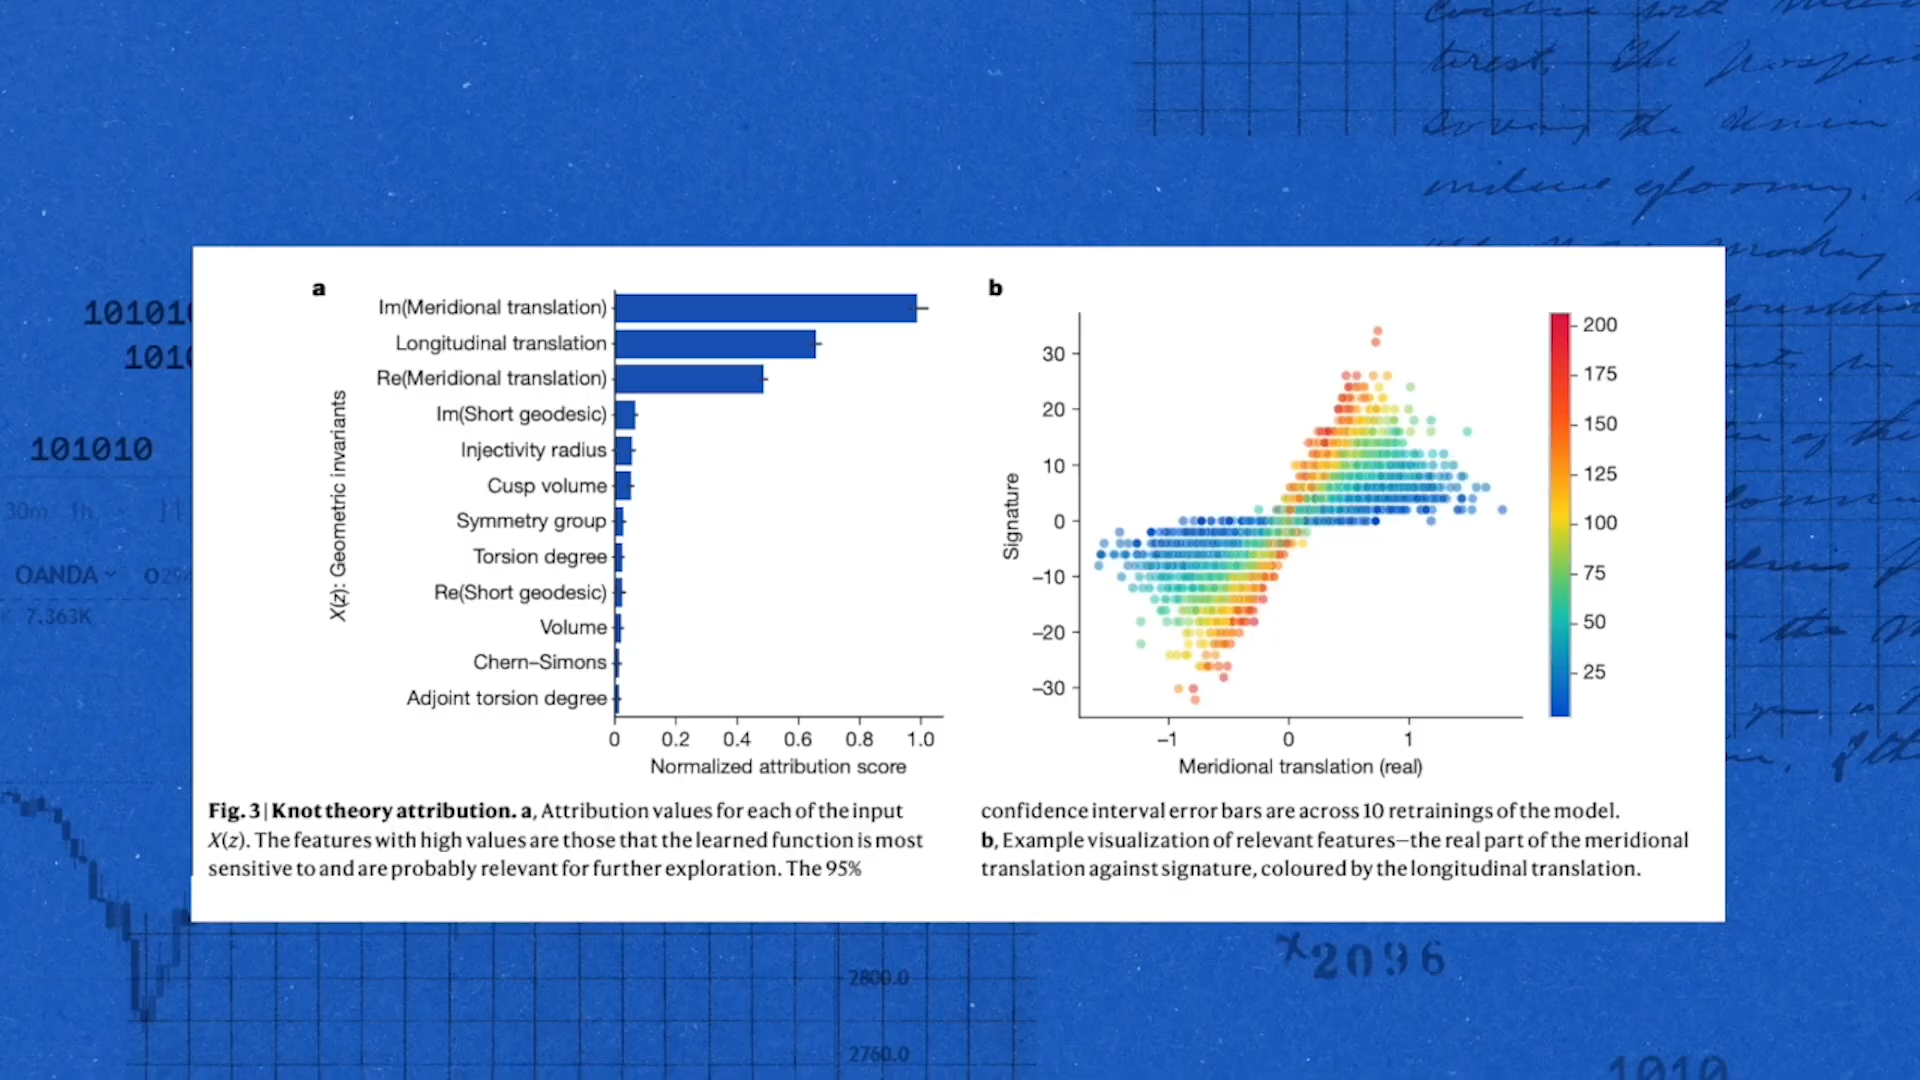 101010
1010
101010
30m 1h
OANDA
K 7.363K
a
Im(Meridional translation)
Longitudinal translation
Re(Meridional translation)
Im(Short geodesic)
Injectivity radius
Cusp volume
Symmetry group
Torsion degree
Re(Short geodesic)
Volume
Chern–Simons
Adjoint torsion degree
X(z): Geometric invariants
0 0.2 0.4 0.6 0.8 1.0
Normalized attribution score
b
30
20
10
0
−10
−20
−30
Signature
−1 0 1
Meridional translation (real)
200
175
150
125
100
75
50
25
Fig. 3 | Knot theory attribution. a, Attribution values for each of the input
X(z). The features with high values are those that the learned function is most
sensitive to and are probably relevant for further exploration. The 95%
confidence interval error bars are across 10 retrainings of the model.
b, Example visualization of relevant features—the real part of the meridional
translation against signature, coloured by the longitudinal translation.
2800.0
2760.0
x2096
1010